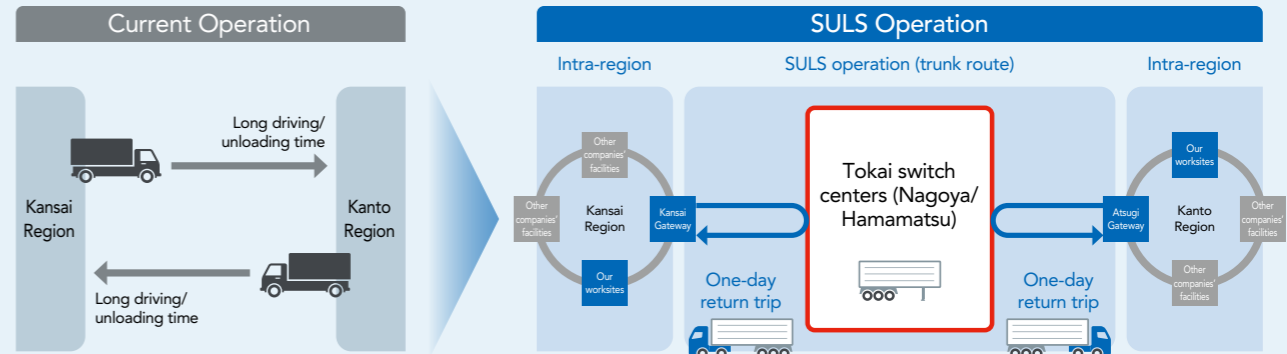 Current Operation
Long driving/
unloading time
Kansai
Region
Kanto
Region
Long driving/
unloading time
SULS Operation
Intra-region
SULS operation (trunk route)
Intra-region
Other
companies'
facilities
Other
companies'
facilities
Kansai
Region
Kansai
Gateway
Our
worksites
Tokai switch
centers (Nagoya/
Hamamatsu)
One-day
return trip
One-day
return trip
Our
worksites
Atsugi
Gateway
Kanto
Region
Other
companies'
facilities
Other
companies'
facilities